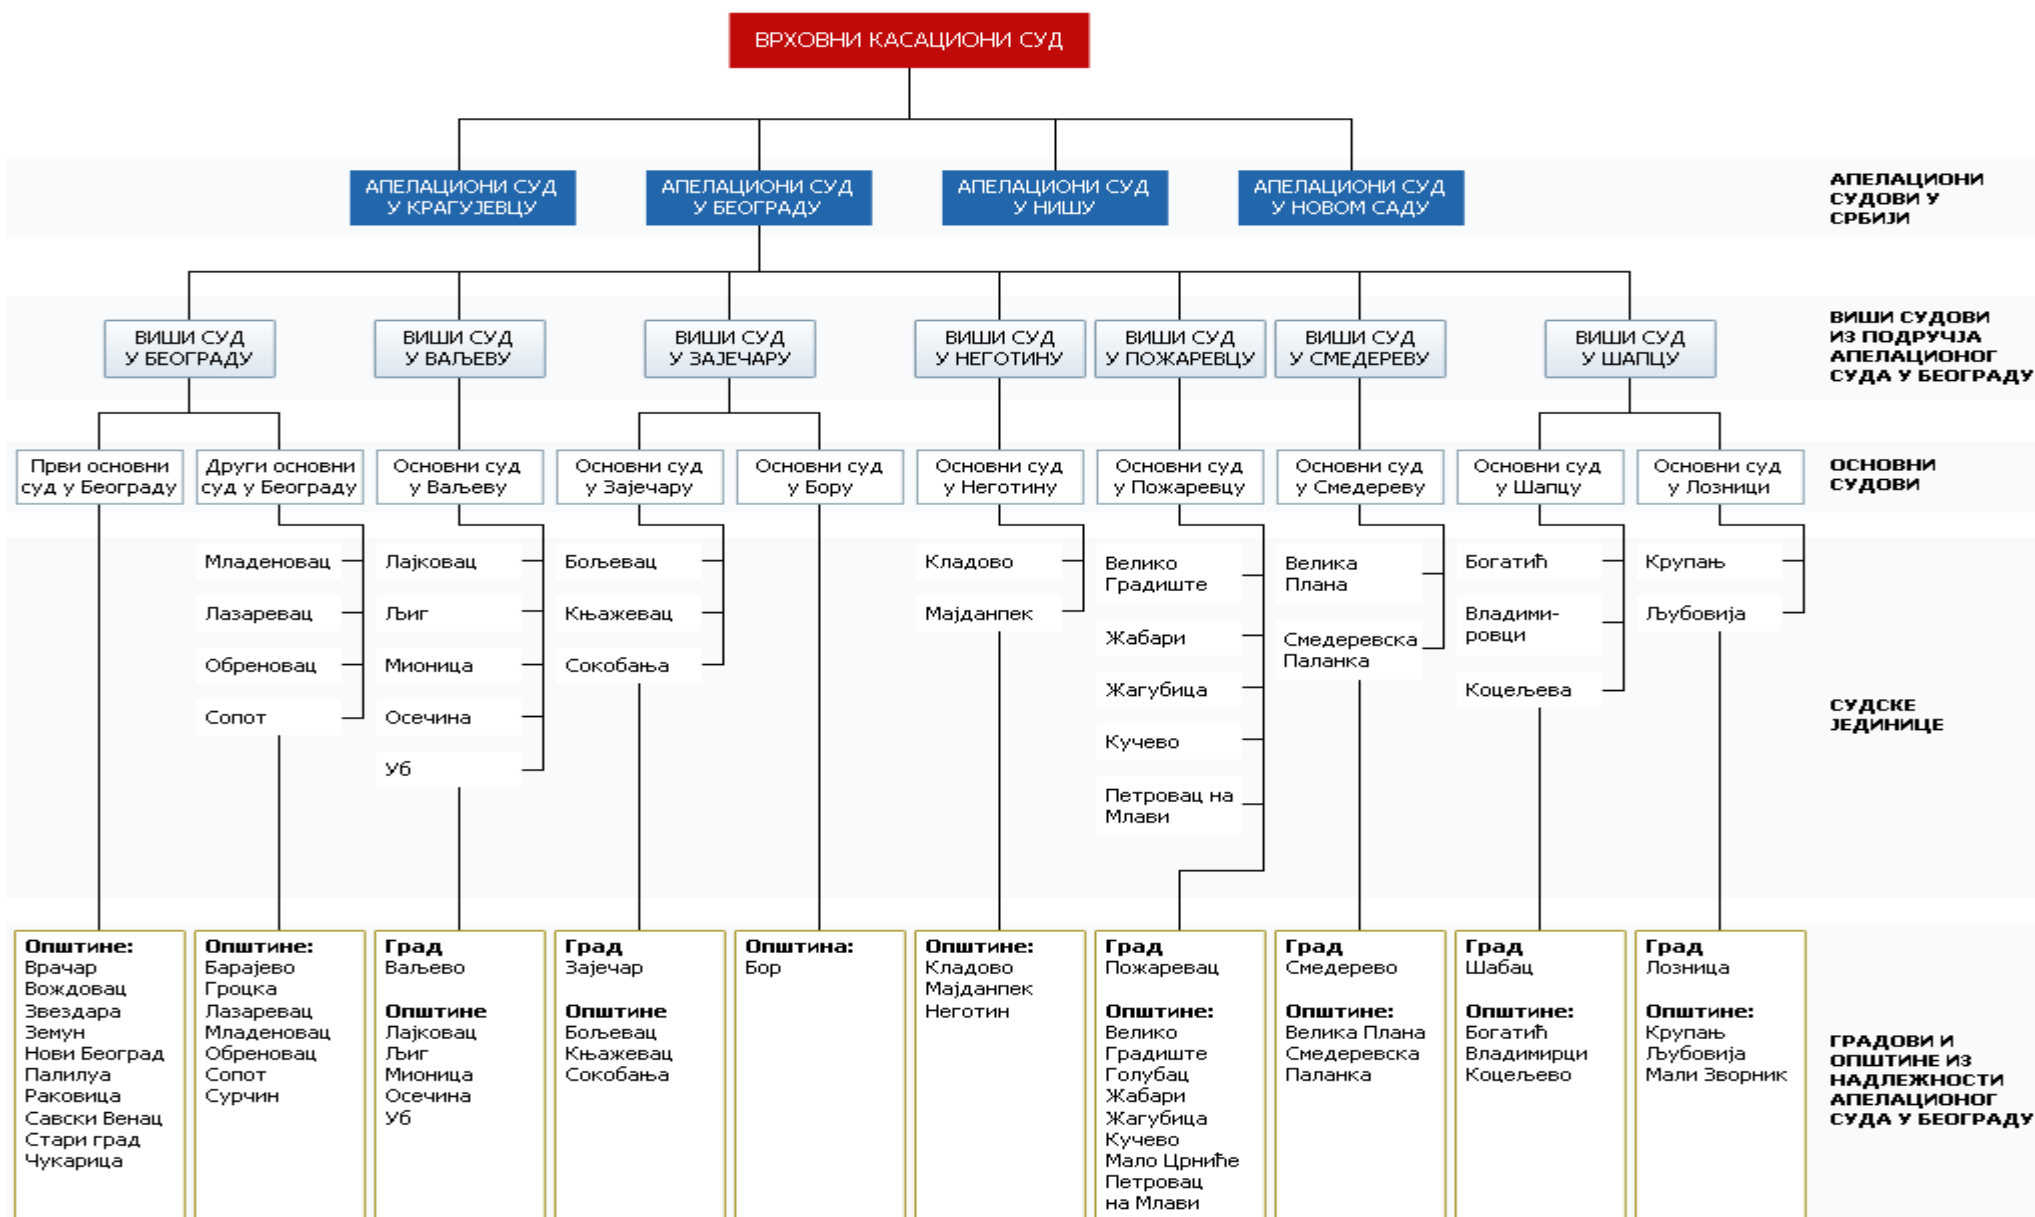 ВРХОВНИ КАСАЦИОНИ СУД
АПЕЛАЦИОНИ СУД
У КРАГУЈЕВЦУ
АПЕЛАЦИОНИ СУД
У БЕОГРАДУ
АПЕЛАЦИОНИ СУД
У НИШУ
АПЕЛАЦИОНИ СУД
У НОВОМ САДУ
АПЕЛАЦИОНИ
СУДОВИ У
СРБИЈИ
ВИШИ СУД
У БЕОГРАДУ
ВИШИ СУД
У ВАЉЕВУ
ВИШИ СУД
У ЗАЈЕЧАРУ
ВИШИ СУД
У НЕГОТИНУ
ВИШИ СУД
У ПОЖАРЕВЦУ
ВИШИ СУД
У СМЕДЕРЕВУ
ВИШИ СУД
У ШАПЦУ
ВИШИ СУДОВИ
ИЗ ПОДРУЧЈА
АПЕЛАЦИОНОГ
СУДА У БЕОГРАДУ
Први основни
суд у Београду
Други основни
суд у Београду
Основни суд
у Ваљеву
Основни суд
у Зајечару
Основни суд
у Бору
Основни суд
у Неготину
Основни суд
у Пожаревцу
Основни суд
у Смедереву
Основни суд
у Шапцу
Основни суд
у Лозници
ОСНОВНИ
СУДОВИ
Младеновац
Лазаревац
Обреновац
Сопот
Лајковац
Љиг
Мионица
Осечина
Уб
Бољевац
Књажевац
Сокобања
Кладово
Мајданпек
Велико
Градиште
Жабари
Жагубица
Кучево
Петровац на
Млави
Велика
Плана
Смедеревска
Паланка
Богатић
Владими-
ровци
Коцељева
Крупањ
Љубовија
СУДСКЕ
ЈЕДИНИЦЕ
Општине:
Врачар
Вождовац
Звездара
Земун
Нови Београд
Палилуа
Раковица
Савски Венац
Стари град
Чукарица
Општине:
Барајево
Гроцка
Лазаревац
Младеновац
Обреновац
Сопот
Сурчин
Град
Ваљево
Општине
Лајковац
Љиг
Мионица
Осечина
Уб
Град
Зајечар
Општине
Бољевац
Књажевац
Сокобања
Општина:
Бор
Општине:
Кладово
Мајданпек
Неготин
Град
Пожаревац
Општине:
Велико
Градиште
Голубац
Жабари
Жагубица
Кучево
Мало Црниће
Петровац
на Млави
Град
Смедерево
Општине:
Велика Плана
Смедеревска
Паланка
Град
Шабац
Општине:
Богатић
Владимирци
Коцељево
Град
Лозница
Општине:
Крупањ
Љубовија
Мали Зворник
ГРАДОВИ И
ОПШТИНЕ ИЗ
НАДЛЕЖНОСТИ
АПЕЛАЦИОНОГ
СУДА У БЕОГРАДУ